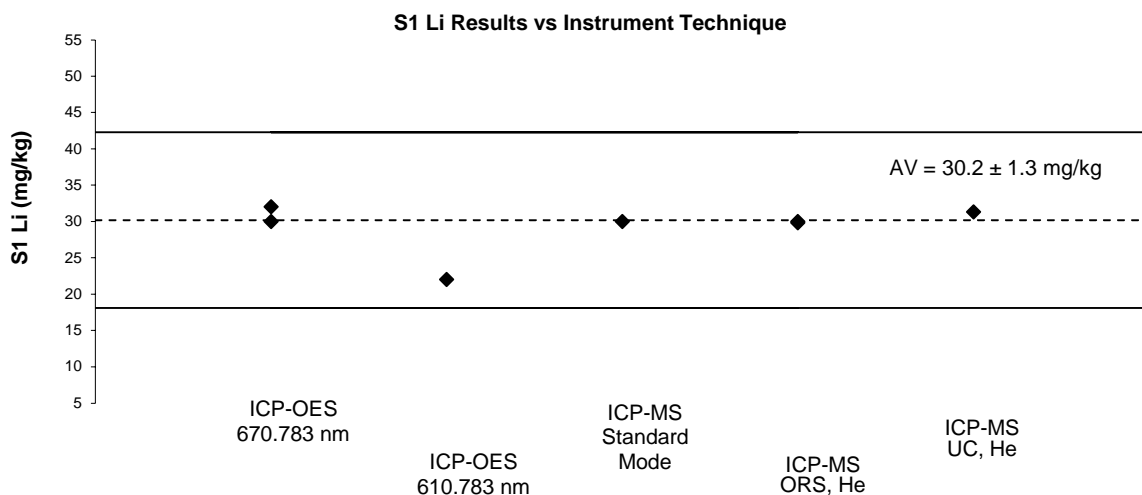 S1 Li Results vs Instrument Technique
S1 Li (mg/kg)
55
50
45
40
35
30
25
20
15
10
5
AV = 30.2 ± 1.3 mg/kg
ICP-OES
670.783 nm
ICP-OES
610.783 nm
ICP-MS
Standard
Mode
ICP-MS
ORS, He
ICP-MS
UC, He